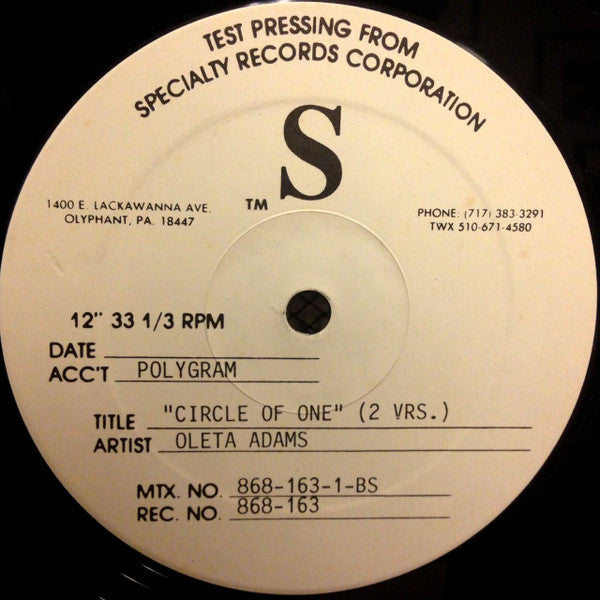 TEST PRESSING FROM
SPECIALTY RECORDS CORPORATION
S
TM
1400 E. LACKAWANNA AVE.
OLYPHANT, PA. 18447
PHONE: (717) 383-3291
TWX 510-671-4580
12" 33 1/3 RPM
DATE
ACC'T POLYGRAM
TITLE "CIRCLE OF ONE" (2 VRS.)
ARTIST OLETA ADAMS
MTX. NO. 868-163-1-BS
REC. NO. 868-163